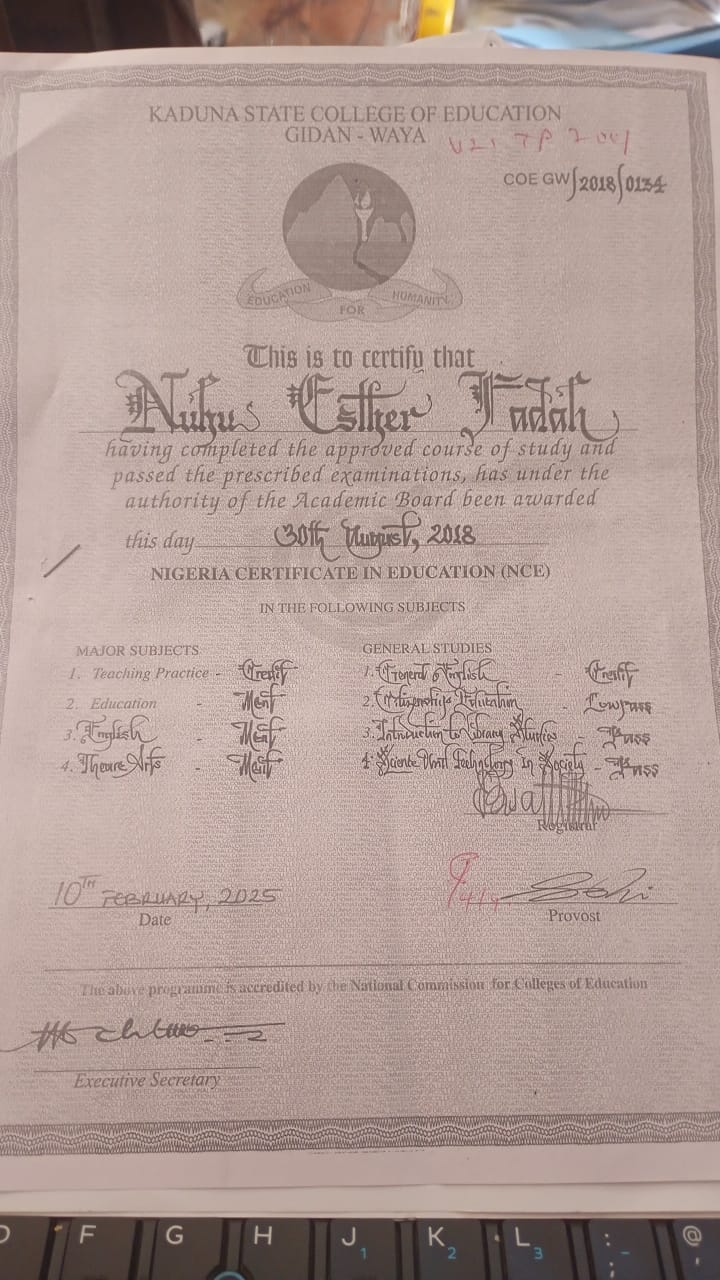 KADUNA STATE COLLEGE OF EDUCATION
GIDAN - WAYA
COE GW/2018/0134
EDUCATION FOR HUMANITY
This is to certify that
Nuhu Esther Fadah
having completed the approved course of study and
passed the prescribed examinations, has under the
authority of the Academic Board been awarded
this day 30th August, 2018
NIGERIA CERTIFICATE IN EDUCATION (NCE)
IN THE FOLLOWING SUBJECTS
MAJOR SUBJECTS
1. Teaching Practice - Credit
2. Education - Merit
3. English - Merit
4. Theatre Arts - Merit
GENERAL STUDIES
1. General English - Credit
2. Citizenship Education - Lowpass
3. Introduction to Library Studies - Pass
4. Science And Technology In Society - Pass
Registrar
10TH FEBRUARY, 2025
Date
Provost
The above programme is accredited by the National Commission for Colleges of Education
Executive Secretary
F G H J K L : ; @
1 2 3